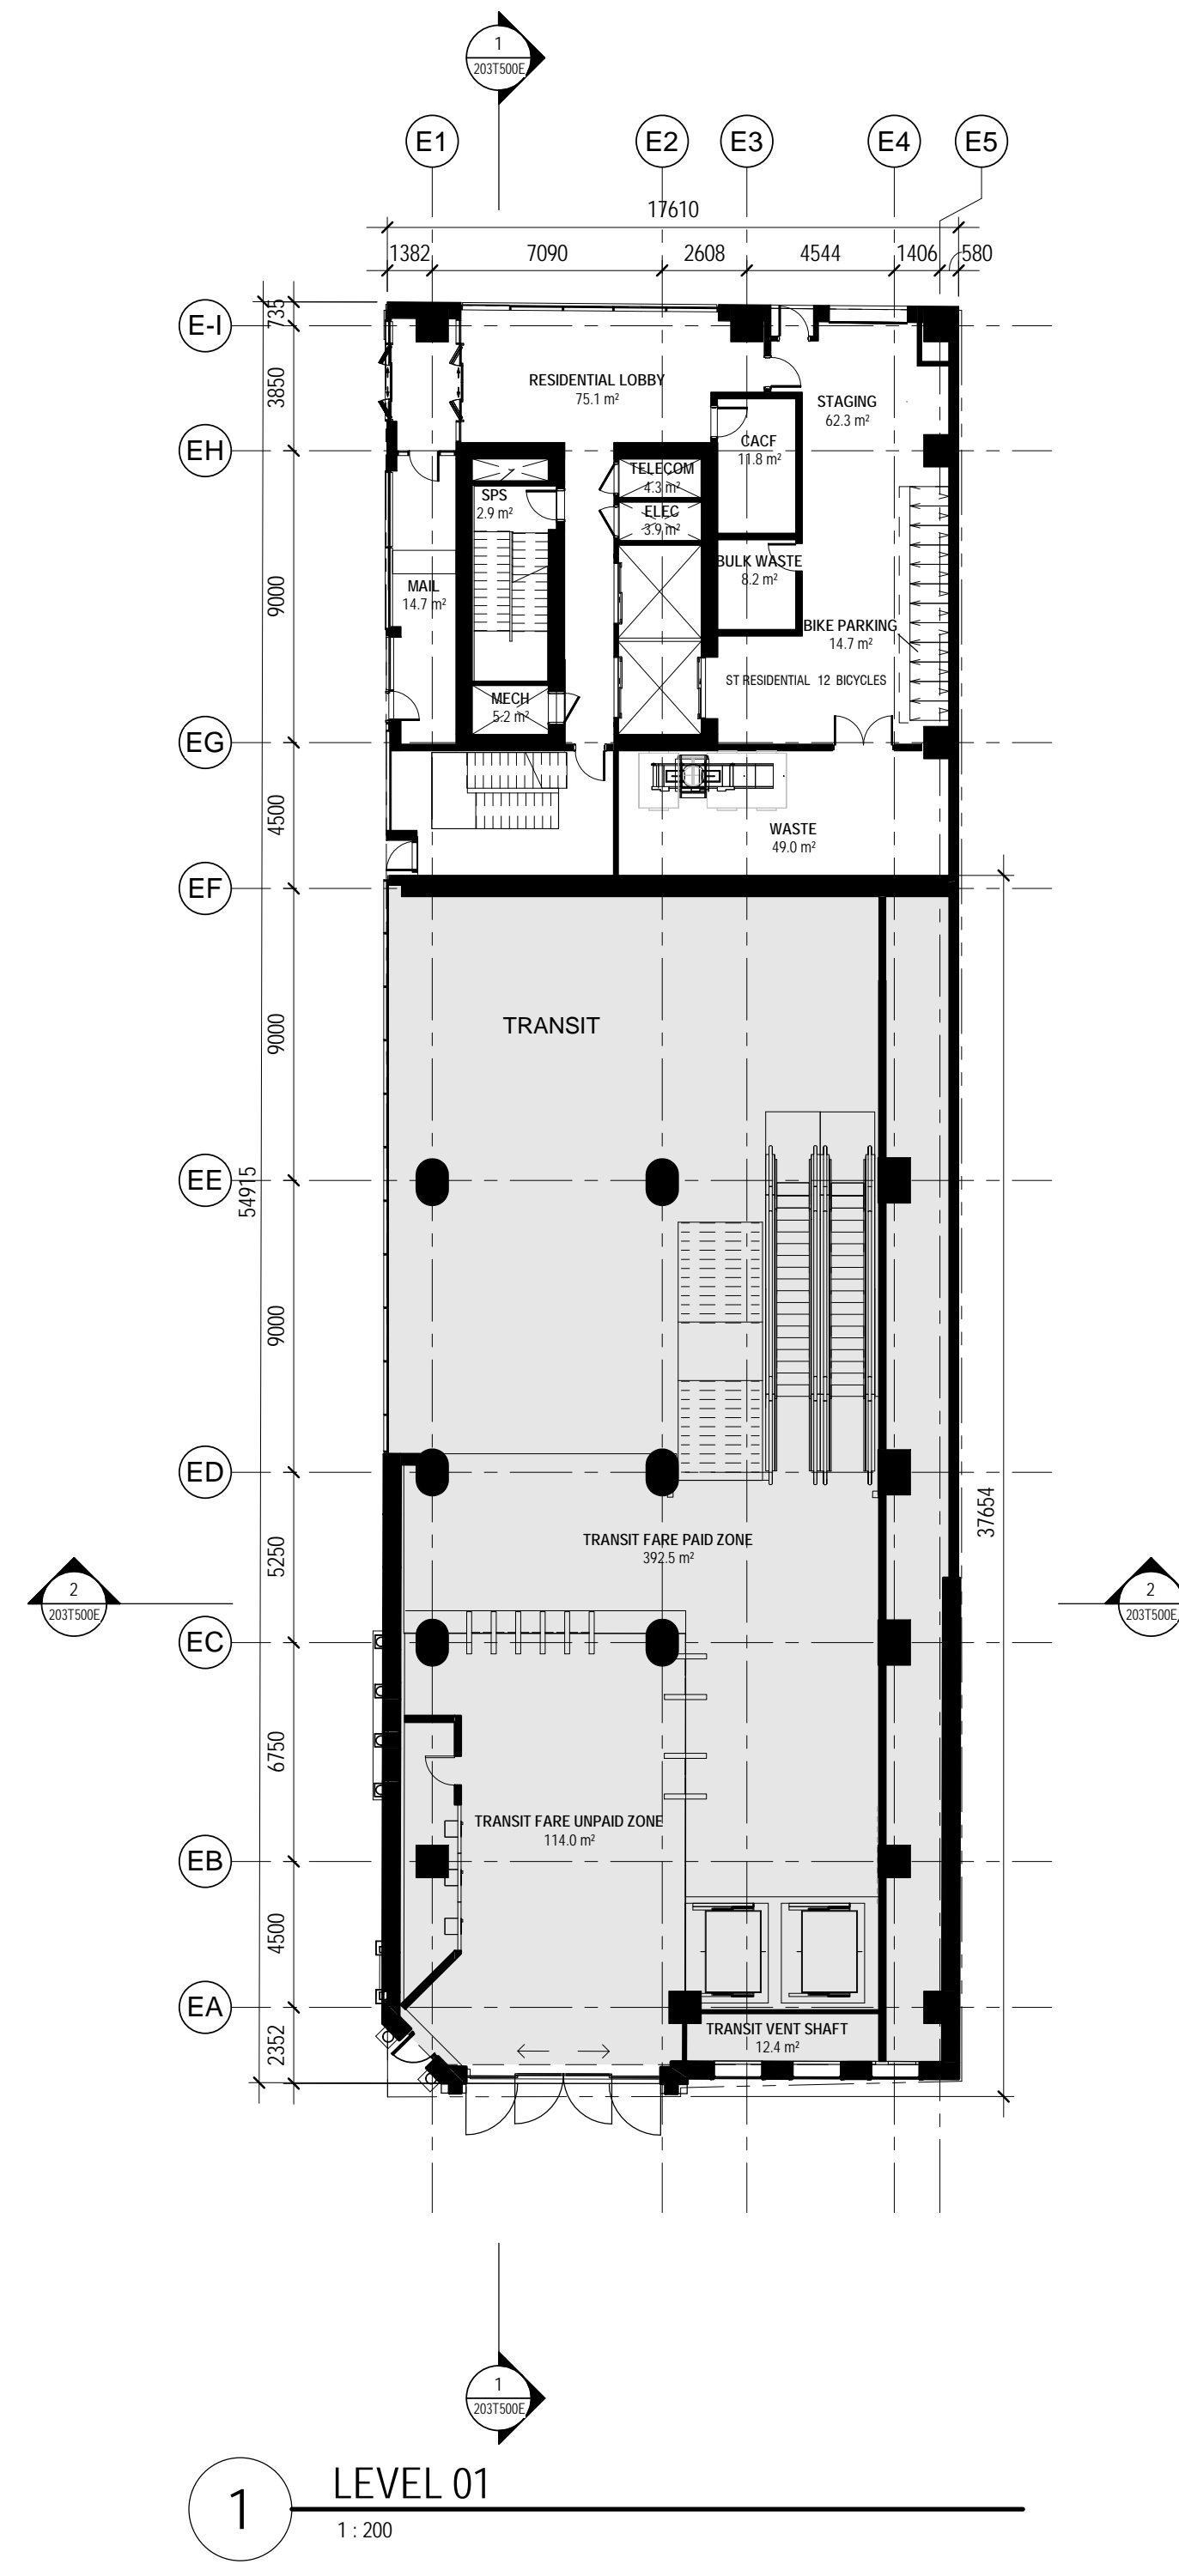 1
203T500E
E1
E2
E3
E4
E5
17610
1382
7090
2608
4544
1406
580
E-I
735
3850
RESIDENTIAL LOBBY
75.1 m²
STAGING
62.3 m²
EH
CACF
11.8 m²
TELECOM
4.3 m²
SPS
2.9 m²
ELEC
3.9 m²
BULK WASTE
8.2 m²
MAIL
14.7 m²
9000
BIKE PARKING
14.7 m²
ST RESIDENTIAL 12 BICYCLES
MECH
5.2 m²
EG
4500
WASTE
49.0 m²
EF
9000
TRANSIT
EE
54915
9000
ED
37654
5250
TRANSIT FARE PAID ZONE
392.5 m²
2
203T500E
2
203T500E
EC
6750
TRANSIT FARE UNPAID ZONE
114.0 m²
EB
4500
EA
2352
TRANSIT VENT SHAFT
12.4 m²
1
203T500E
1
LEVEL 01
1 : 200